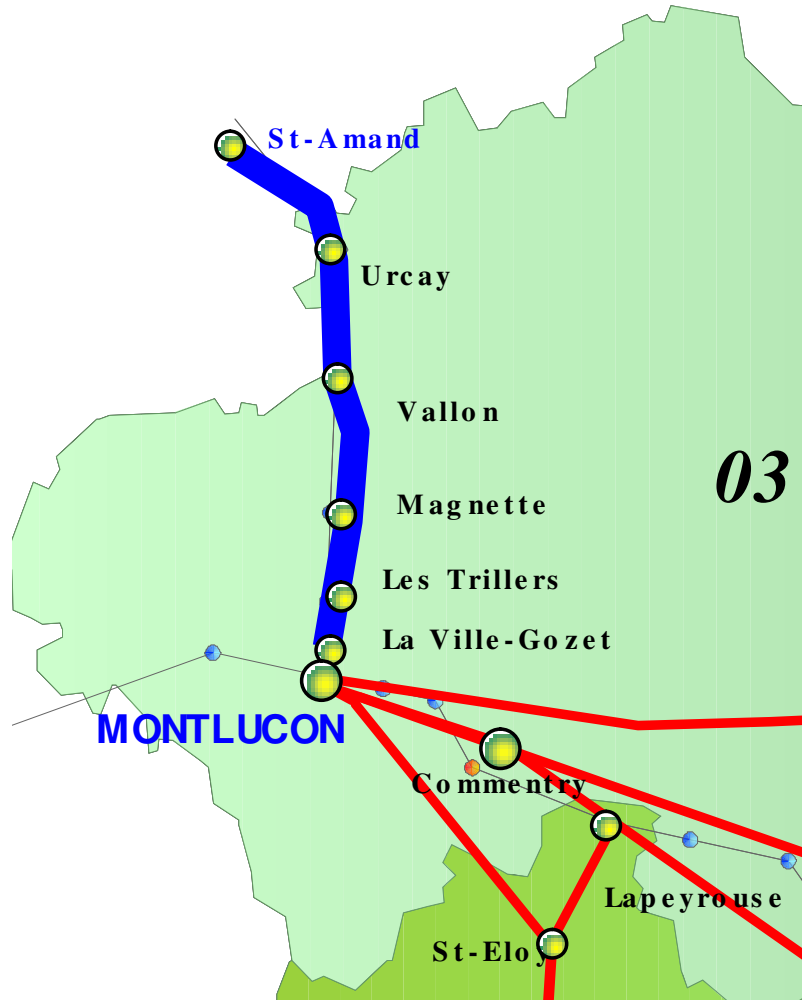 St-Amand
Urcay
Vallon
03
Magnette
Les Trillers
La Ville-Gozet
MONTLUCON
Commentry
Lapeyrouse
St-Eloy